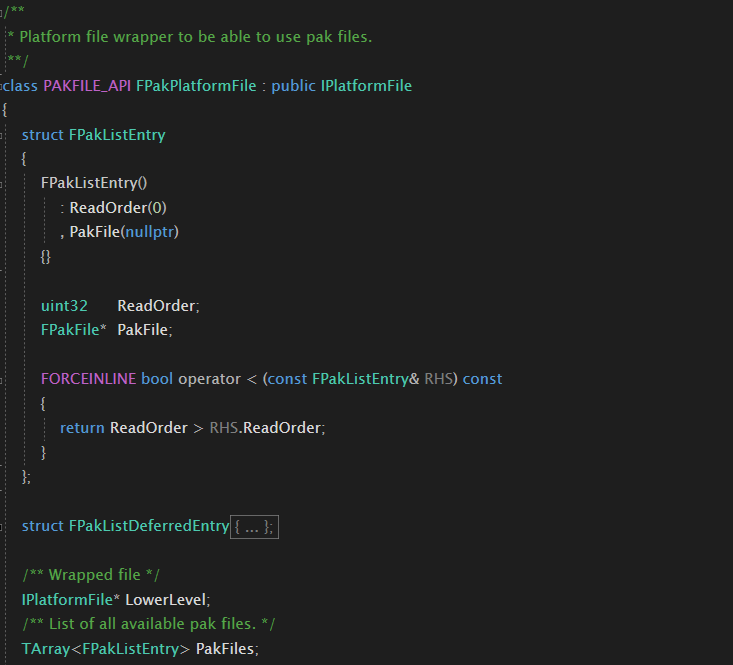 /**
* Platform file wrapper to be able to use pak files.
**/
class PAKFILE_API FPakPlatformFile : public IPlatformFile
{
struct FPakListEntry
{
FPakListEntry()
: ReadOrder(0)
, PakFile(nullptr)
{}
uint32 ReadOrder;
FPakFile* PakFile;
FORCEINLINE bool operator < (const FPakListEntry& RHS) const
{
return ReadOrder > RHS.ReadOrder;
}
};
struct FPakListDeferredEntry{ ... };
/** Wrapped file */
IPlatformFile* LowerLevel;
/** List of all available pak files. */
TArray<FPakListEntry> PakFiles;